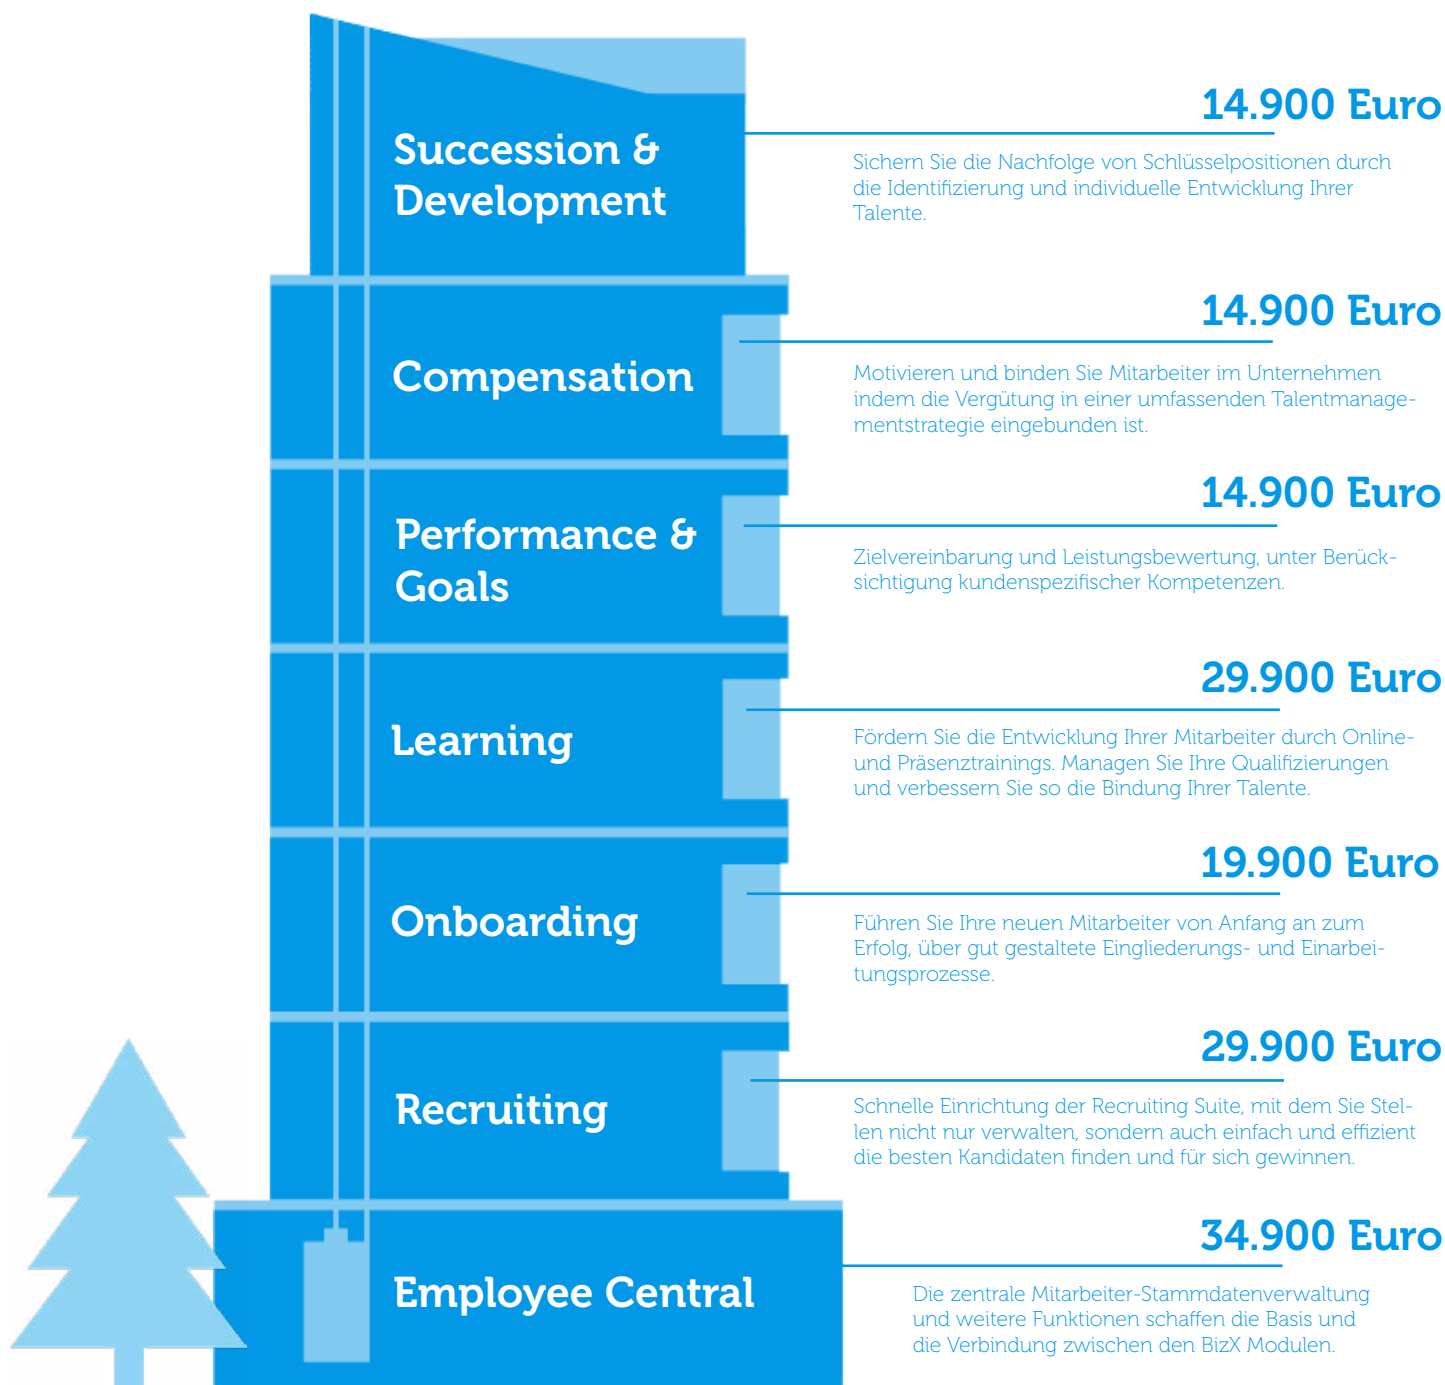 14.900 Euro
Succession &
Development
Sichern Sie die Nachfolge von Schlüsselpositionen durch
die Identifizierung und individuelle Entwicklung Ihrer
Talente.
14.900 Euro
Compensation
Motivieren und binden Sie Mitarbeiter im Unternehmen
indem die Vergütung in einer umfassenden Talentmanage-
mentstrategie eingebunden ist.
14.900 Euro
Performance &
Goals
Zielvereinbarung und Leistungsbewertung, unter Berück-
sichtigung kundenspezifischer Kompetenzen.
29.900 Euro
Learning
Fördern Sie die Entwicklung Ihrer Mitarbeiter durch Online-
und Präsenztrainings. Managen Sie Ihre Qualifizierungen
und verbessern Sie so die Bindung Ihrer Talente.
19.900 Euro
Onboarding
Führen Sie Ihre neuen Mitarbeiter von Anfang an zum
Erfolg, über gut gestaltete Eingliederungs- und Einarbei-
tungsprozesse.
29.900 Euro
Recruiting
Schnelle Einrichtung der Recruiting Suite, mit dem Sie Stel-
len nicht nur verwalten, sondern auch einfach und effizient
die besten Kandidaten finden und für sich gewinnen.
34.900 Euro
Employee Central
Die zentrale Mitarbeiter-Stammdatenverwaltung
und weitere Funktionen schaffen die Basis und
die Verbindung zwischen den BizX Modulen.